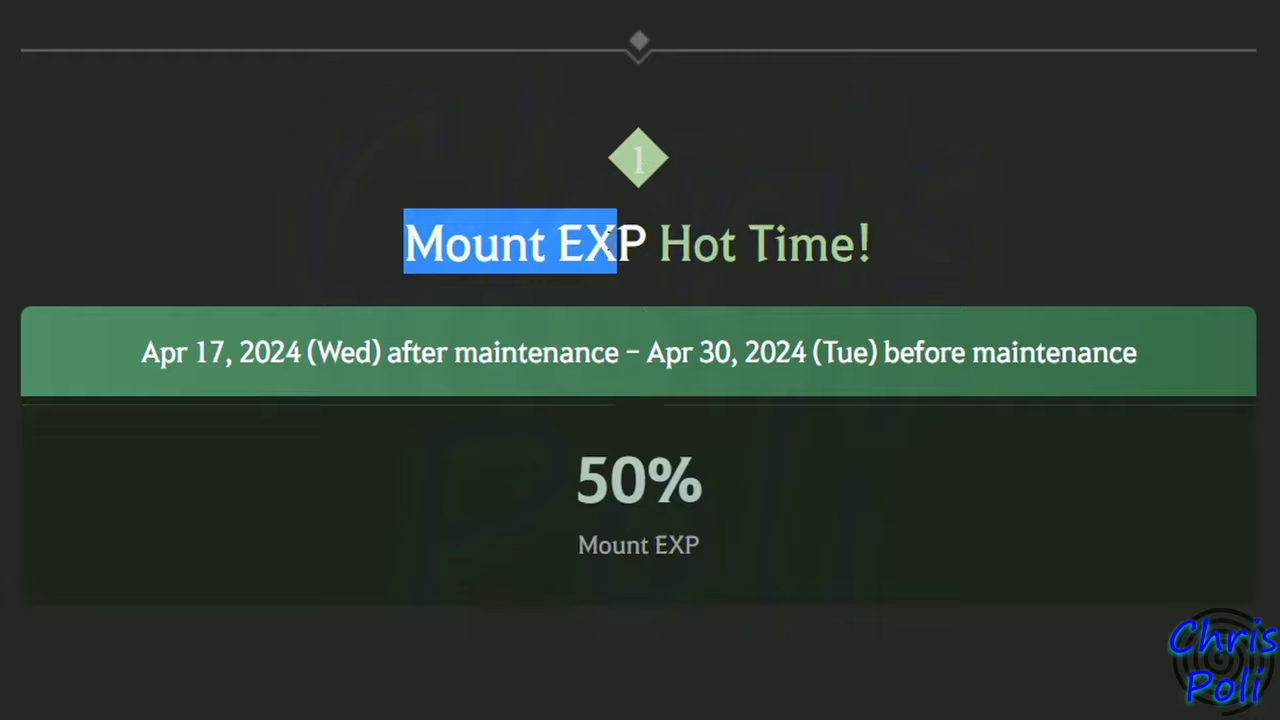 1
Mount EXP Hot Time!
Apr 17, 2024 (Wed) after maintenance – Apr 30, 2024 (Tue) before maintenance
50%
Mount EXP
Chris
Poli